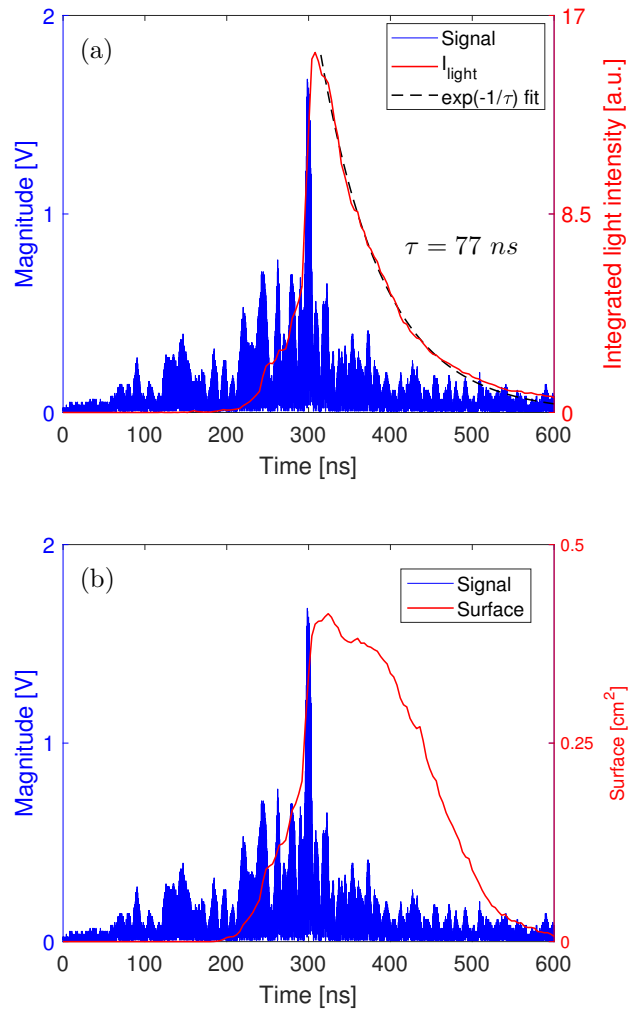 (a)
Signal
I_light
exp(-1/τ) fit
τ = 77 ns
Magnitude [V]
Integrated light intensity [a.u.]
2
1
0
17
8.5
0
0 100 200 300 400 500 600
Time [ns]
(b)
Signal
Surface
Magnitude [V]
Surface [cm²]
2
1
0
0.5
0.25
0
0 100 200 300 400 500 600
Time [ns]